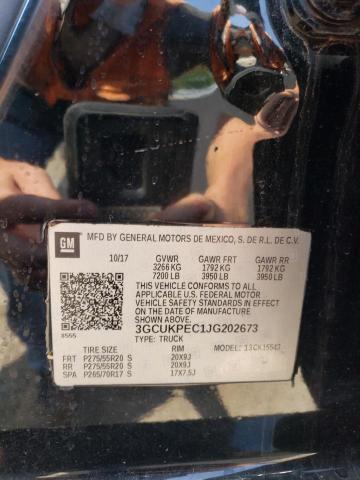 GM
MFD BY GENERAL MOTORS DE MEXICO, S. DE R.L. DE C.V.
10/17 GVWR GAWR FRT GAWR RR
3266 KG 1792 KG 1792 KG
7200 LB 3950 LB 3950 LB
THIS VEHICLE CONFORMS TO ALL
APPLICABLE U.S. FEDERAL MOTOR
VEHICLE SAFETY STANDARDS IN EFFECT
ON THE DATE OF MANUFACTURE
SHOWN ABOVE.
3GCUKPEC1JG202673
8555 TYPE: TRUCK
TIRE SIZE RIM MODEL: 13CK15543
FRT P275/55R20 S 20X9J
RR P275/55R20 S 20X9J
SPA P265/70R17 S 17X7.5J